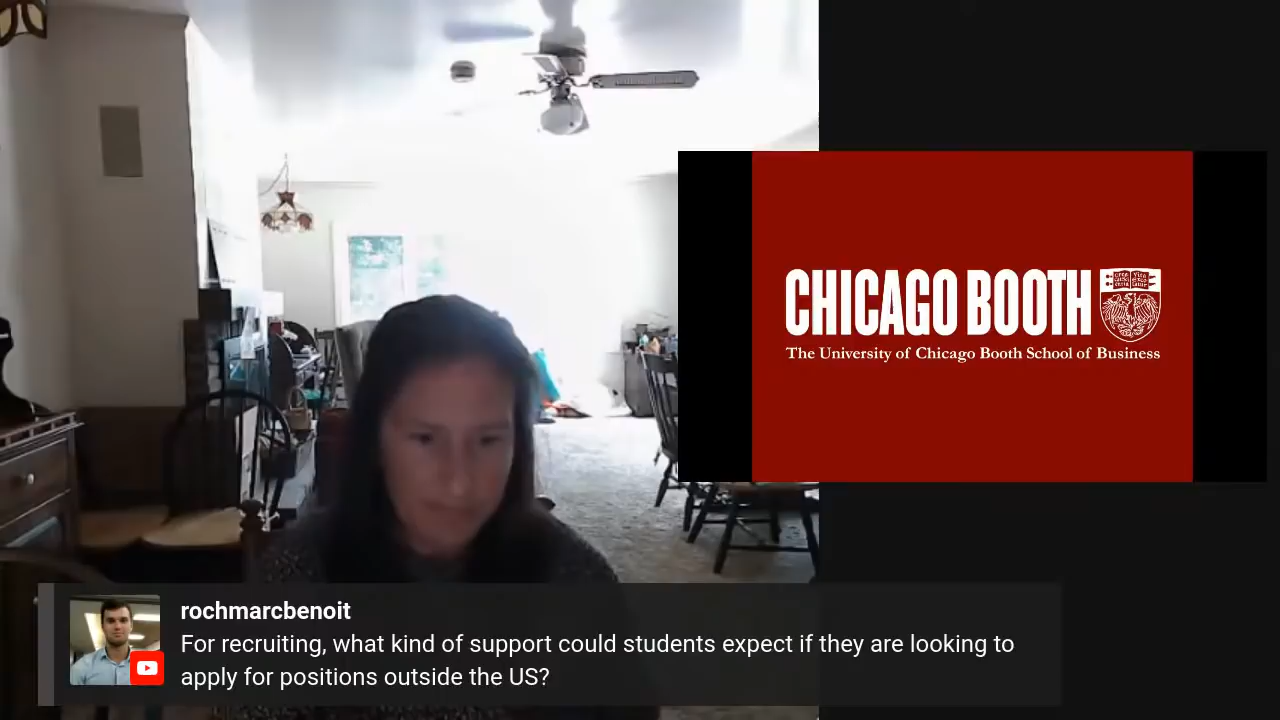 CHICAGO BOOTH
The University of Chicago Booth School of Business
rochmarcbenoit
For recruiting, what kind of support could students expect if they are looking to
apply for positions outside the US?